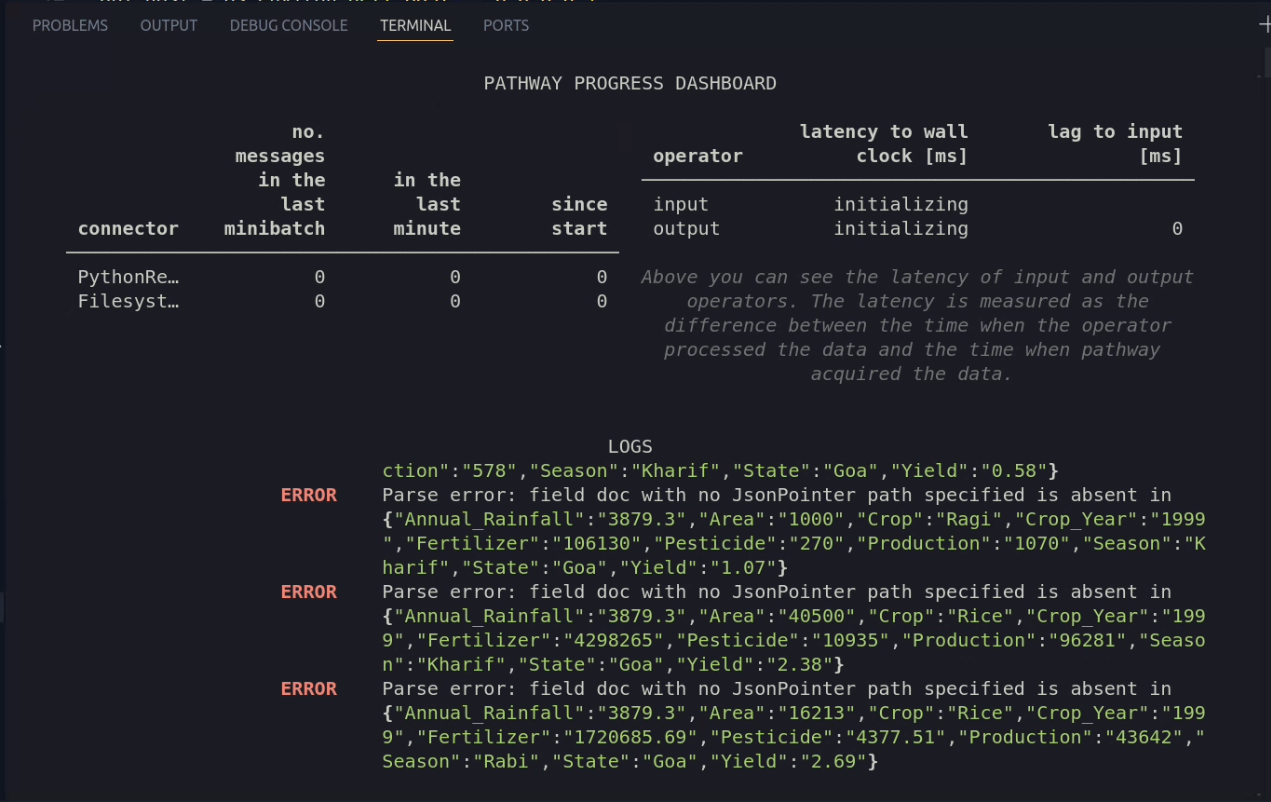 PROBLEMS OUTPUT DEBUG CONSOLE TERMINAL PORTS
PATHWAY PROGRESS DASHBOARD
no.
messages
in the in the
last last since
connector minibatch minute start
PythonRe… 0 0 0
Filesyst… 0 0 0
latency to wall lag to input
operator clock [ms] [ms]
input initializing
output initializing 0
Above you can see the latency of input and output
operators. The latency is measured as the
difference between the time when the operator
processed the data and the time when pathway
acquired the data.
LOGS
ction":"578","Season":"Kharif","State":"Goa","Yield":"0.58"}
ERROR Parse error: field doc with no JsonPointer path specified is absent in
{"Annual_Rainfall":"3879.3","Area":"1000","Crop":"Ragi","Crop_Year":"1999
","Fertilizer":"106130","Pesticide":"270","Production":"1070","Season":"K
harif","State":"Goa","Yield":"1.07"}
ERROR Parse error: field doc with no JsonPointer path specified is absent in
{"Annual_Rainfall":"3879.3","Area":"40500","Crop":"Rice","Crop_Year":"199
9","Fertilizer":"4298265","Pesticide":"10935","Production":"96281","Seaso
n":"Kharif","State":"Goa","Yield":"2.38"}
ERROR Parse error: field doc with no JsonPointer path specified is absent in
{"Annual_Rainfall":"3879.3","Area":"16213","Crop":"Rice","Crop_Year":"199
9","Fertilizer":"1720685.69","Pesticide":"4377.51","Production":"43642","
Season":"Rabi","State":"Goa","Yield":"2.69"}